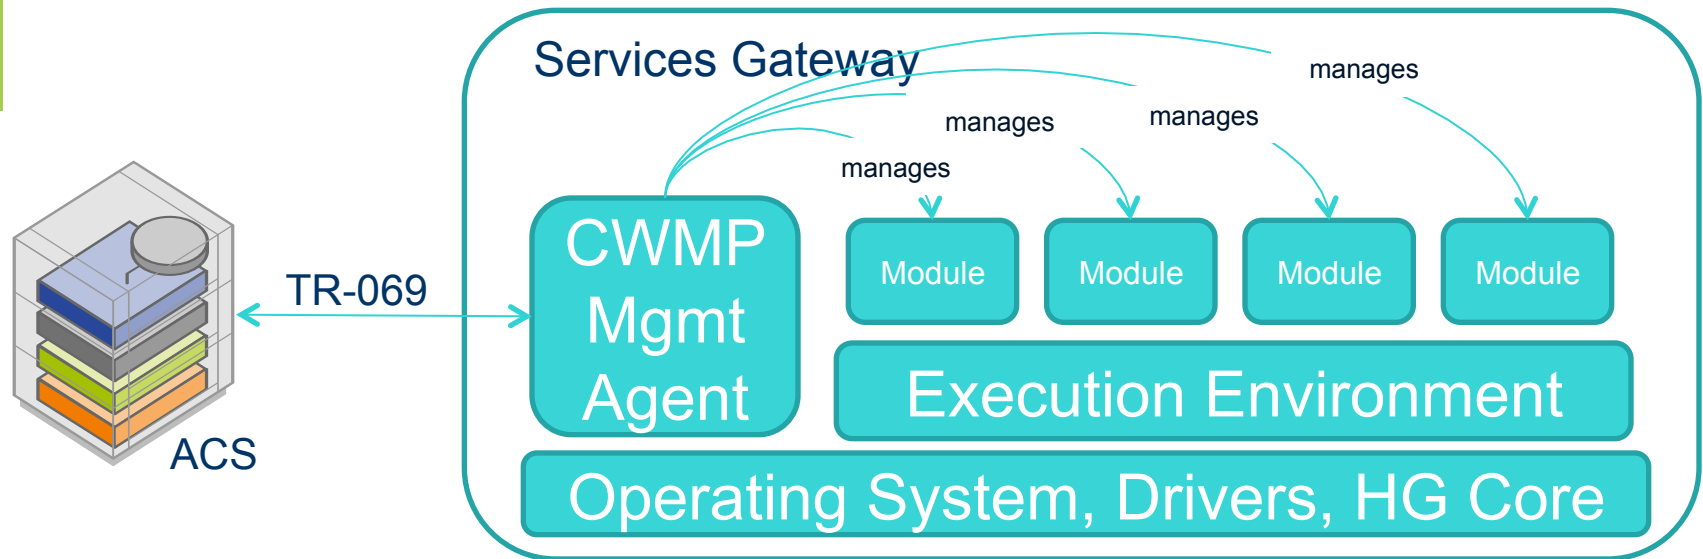 Services Gateway
manages
manages
manages
manages
CWMP
Mgmt
Agent
Module
Module
Module
Module
TR-069
Execution Environment
ACS
Operating System, Drivers, HG Core